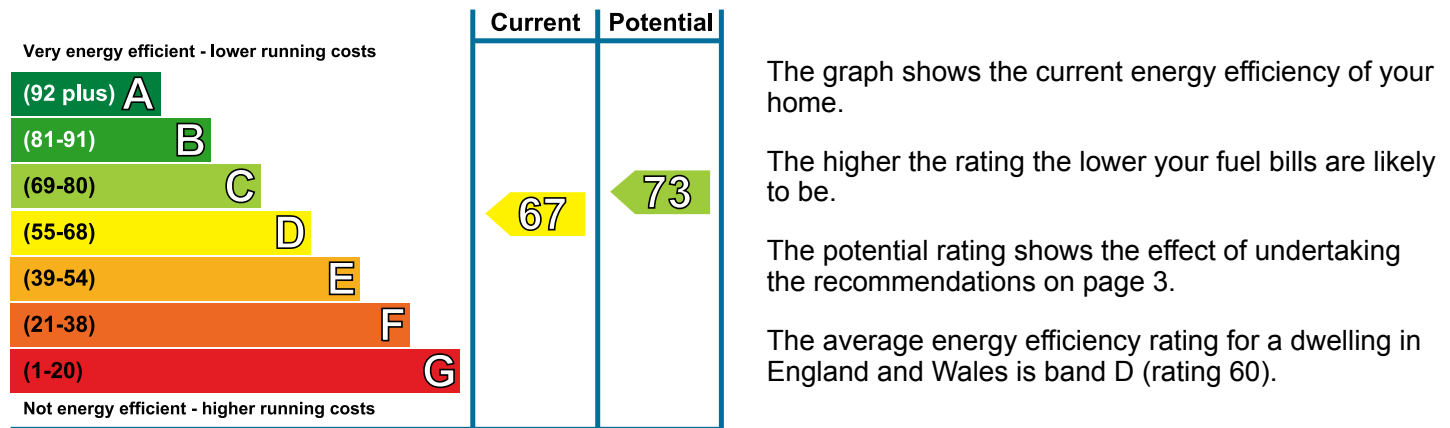 Current Potential
Very energy efficient - lower running costs
(92 plus) A
(81-91) B
(69-80) C
(55-68) D
(39-54) E
(21-38) F
(1-20) G
Not energy efficient - higher running costs
67
73
The graph shows the current energy efficiency of your
home.
The higher the rating the lower your fuel bills are likely
to be.
The potential rating shows the effect of undertaking
the recommendations on page 3.
The average energy efficiency rating for a dwelling in
England and Wales is band D (rating 60).